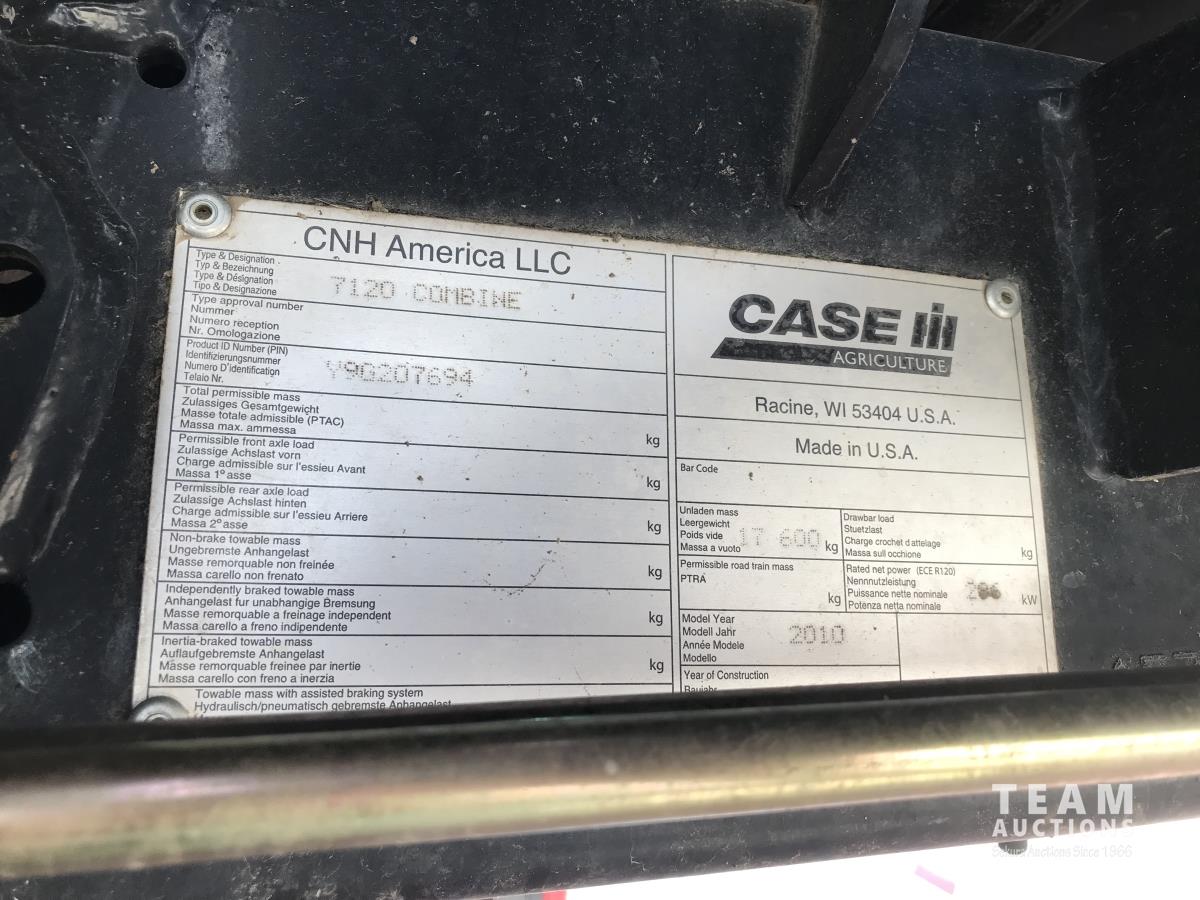 CNH America LLC
Type & Designation
Typ & Bezeichnung
Type & Désignation
Tipo & Designazione
7120 COMBINE
Type approval number
Nummer
Numero reception
Nr. Omologazione
Product ID Number (PIN)
Identifizierungsnummer
Numero D'identification
Telaio Nr.
Y9G207694
Total permissible mass
Zulassiges Gesamtgewicht
Masse totale admissible (PTAC)
Massa max. ammessa
kg
Permissible front axle load
Zulassige Achslast vorn
Charge admissible sur l'essieu Avant
Massa 1° asse
kg
Permissible rear axle load
Zulassige Achslast hinten
Charge admissible sur l'essieu Arriere
Massa 2° asse
kg
Non-brake towable mass
Ungebremste Anhangelast
Masse remorquable non freinée
Massa carello non frenato
kg
Independently braked towable mass
Anhangelast fur unabhangige Bremsung
Masse remorquable a freinage independent
Massa carello a freno indipendente
kg
Inertia-braked towable mass
Auflaufgebremste Anhangelast
Masse remorquable freinee par inertie
Massa carello con freno a inerzia
kg
Towable mass with assisted braking system
Hydraulisch/pneumatisch gebremste Anhangelast
CASE IH
AGRICULTURE
Racine, WI 53404 U.S.A.
Made in U.S.A.
Bar Code
Unladen mass
Leergewicht
Poids vide
Massa a vuoto
17 600 kg
Drawbar load
Stuetzlast
Charge crochet d'attelage
Massa sull occhione
kg
Permissible road train mass
PTRA
kg
Rated net power (ECE R120)
Nennnutzleistung
Puissance nette nominale
Potenza netta nominale
kW
Model Year
Modell Jahr
Année Modele
Modello
2010
Year of Construction
Baujahr
TEAM
AUCTIONS
Sekura Auctions Since 1966